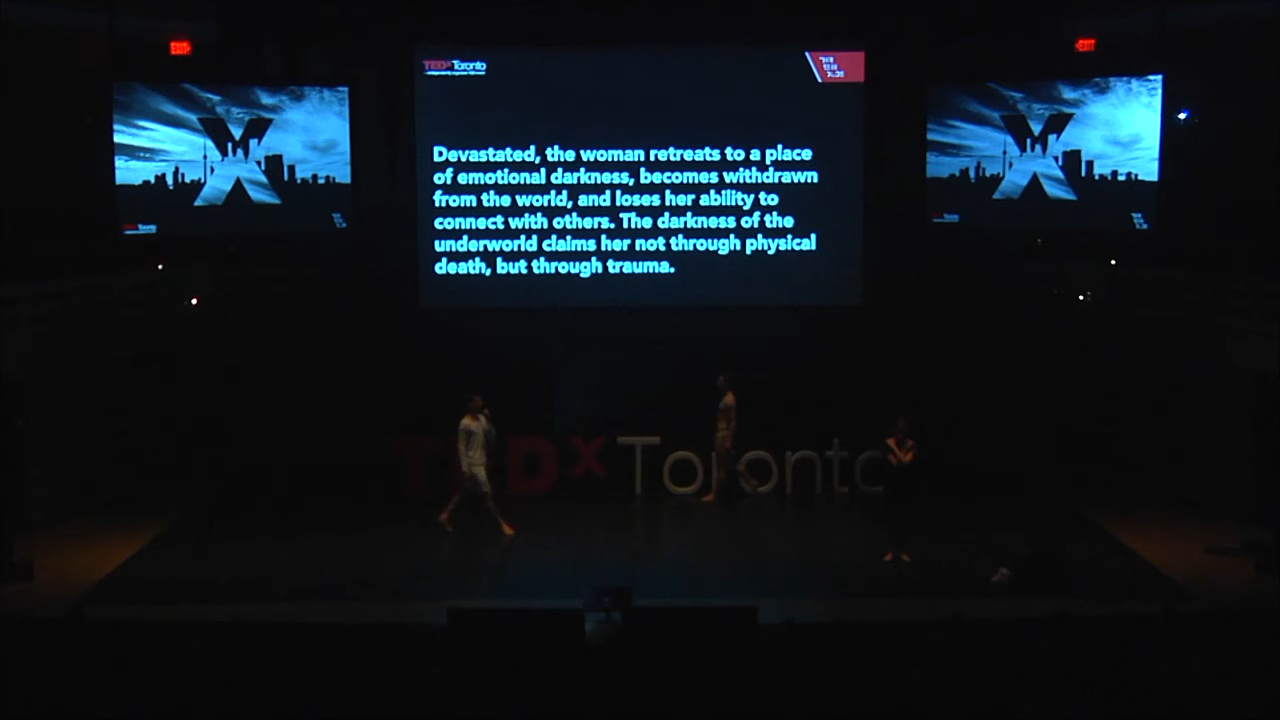 EXIT
EXIT
TEDxToronto
Devastated, the woman retreats to a place
of emotional darkness, becomes withdrawn
from the world, and loses her ability to
connect with others. The darkness of the
underworld claims her not through physical
death, but through trauma.
TEDxToronto